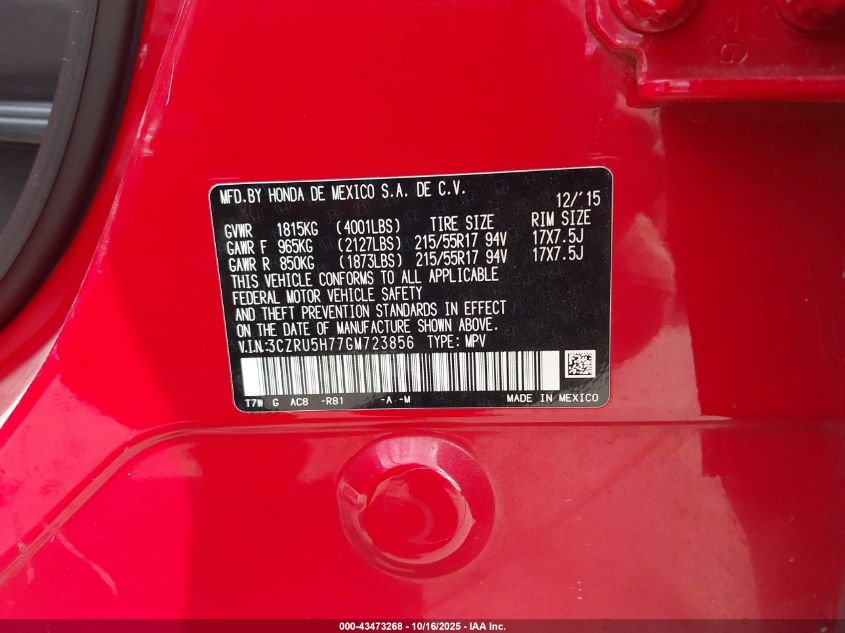 MFD.BY HONDA DE MEXICO S.A. DE C.V. 12/'15
GVWR 1815KG (4001LBS) TIRE SIZE RIM SIZE
GAWR F 965KG (2127LBS) 215/55R17 94V 17X7.5J
GAWR R 850KG (1873LBS) 215/55R17 94V 17X7.5J
THIS VEHICLE CONFORMS TO ALL APPLICABLE
FEDERAL MOTOR VEHICLE SAFETY
AND THEFT PREVENTION STANDARDS IN EFFECT
ON THE DATE OF MANUFACTURE SHOWN ABOVE.
V.I.N.:3CZRU5H77GM723856 TYPE: MPV
T7W G AC8 -R81 -A -M MADE IN MEXICO
000-43473268 - 10/16/2025 - IAA Inc.